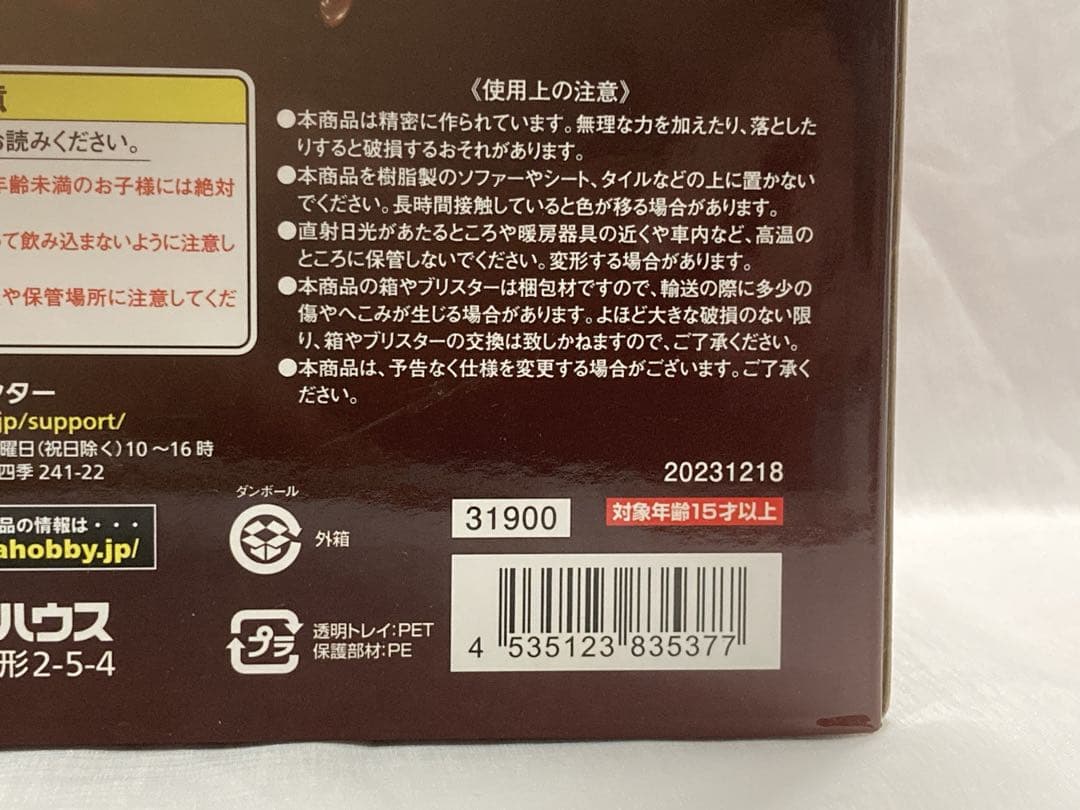 意
お読みください。
年齢未満のお子様には絶対
って飲み込まないように注意し
や保管場所に注意してくだ
《使用上の注意》
●本商品は精密に作られています。無理な力を加えたり、落とした
りすると破損するおそれがあります。
●本商品を樹脂製のソファーやシート、タイルなどの上に置かない
でください。長時間接触していると色が移る場合があります。
●直射日光があたるところや暖房器具の近くや車内など、高温の
ところに保管しないでください。変形する場合があります。
●本商品の箱やブリスターは梱包材ですので、輸送の際に多少の
傷やへこみが生じる場合があります。よほど大きな破損のない限
り、箱やブリスターの交換は致しかねますので、ご了承ください。
●本商品は、予告なく仕様を変更する場合がございます。ご了承く
ださい。
ター
jp/support/
曜日(祝日除く)10～16時
四季 241-22
品の情報は・・・
ahobby.jp/
ハウス
形2-5-4
ダンボール
外箱
プラ
透明トレイ:PET
保護部材:PE
20231218
31900
対象年齢15才以上
4 535123 835377